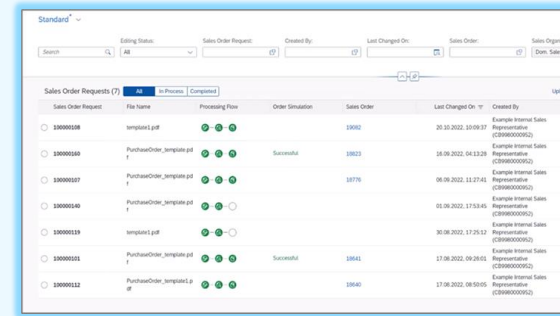 Standard*
Editing Status: Sales Order Request: Created By: Last Changed On: Sales Order: Sales Organ
Search All Dom. Sale
Sales Order Requests (7) All In Process Completed Upl
Sales Order Request File Name Processing Flow Order Simulation Sales Order Last Changed On Created By
100000108 template1.pdf 19092 20.10.2022, 10:09:37 Example Internal Sales
Representative
(CB9980000952)
100000160 PurchaseOrder_template.pd
f Successful 18823 16.09.2022, 04:13:29 Example Internal Sales
Representative
(CB9980000952)
100000107 PurchaseOrder_template.pd
f 18776 06.09.2022, 11:27:41 Example Internal Sales
Representative
(CB9980000952)
100000140 PurchaseOrder_template.pd
f 01.09.2022, 17:53:45 Example Internal Sales
Representative
(CB9980000952)
100000119 template1.pdf 30.08.2022, 17:25:12 Example Internal Sales
Representative
(CB9980000952)
100000101 PurchaseOrder_template.pd
f Successful 18641 17.08.2022, 09:26:01 Example Internal Sales
Representative
(CB9980000952)
100000112 PurchaseOrder_template1.p
df 18640 17.08.2022, 08:50:05 Example Internal Sales
Representative
(CB9980000952)